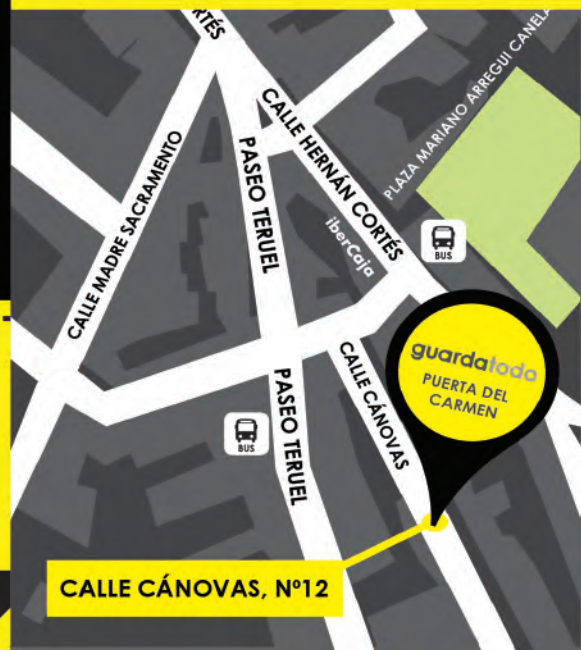 RTÉS
PLAZA MARIANO ARREGUI CANELA
CALLE HERNÁN CORTÉS
CALLE MADRE SACRAMENTO
PASEO TERUEL
iberCaja
BUS
guardatodo
PUERTA DEL
CARMEN
CALLE CÁNOVAS
PASEO TERUEL
BUS
CALLE CÁNOVAS, Nº12